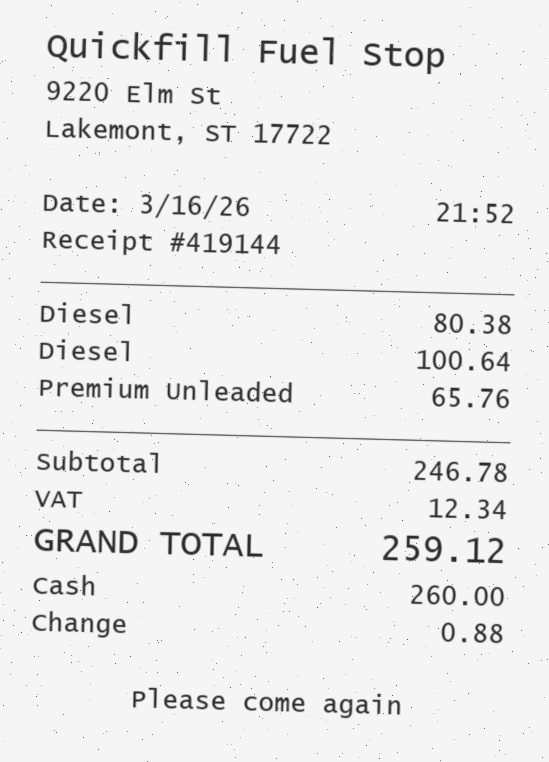 Quickfill Fuel Stop
9220 Elm St
Lakemont, ST 17722
Date: 3/16/26 21:52
Receipt #419144
Diesel 80.38
Diesel 100.64
Premium Unleaded 65.76
Subtotal 246.78
VAT 12.34
GRAND TOTAL 259.12
Cash 260.00
Change 0.88
Please come again